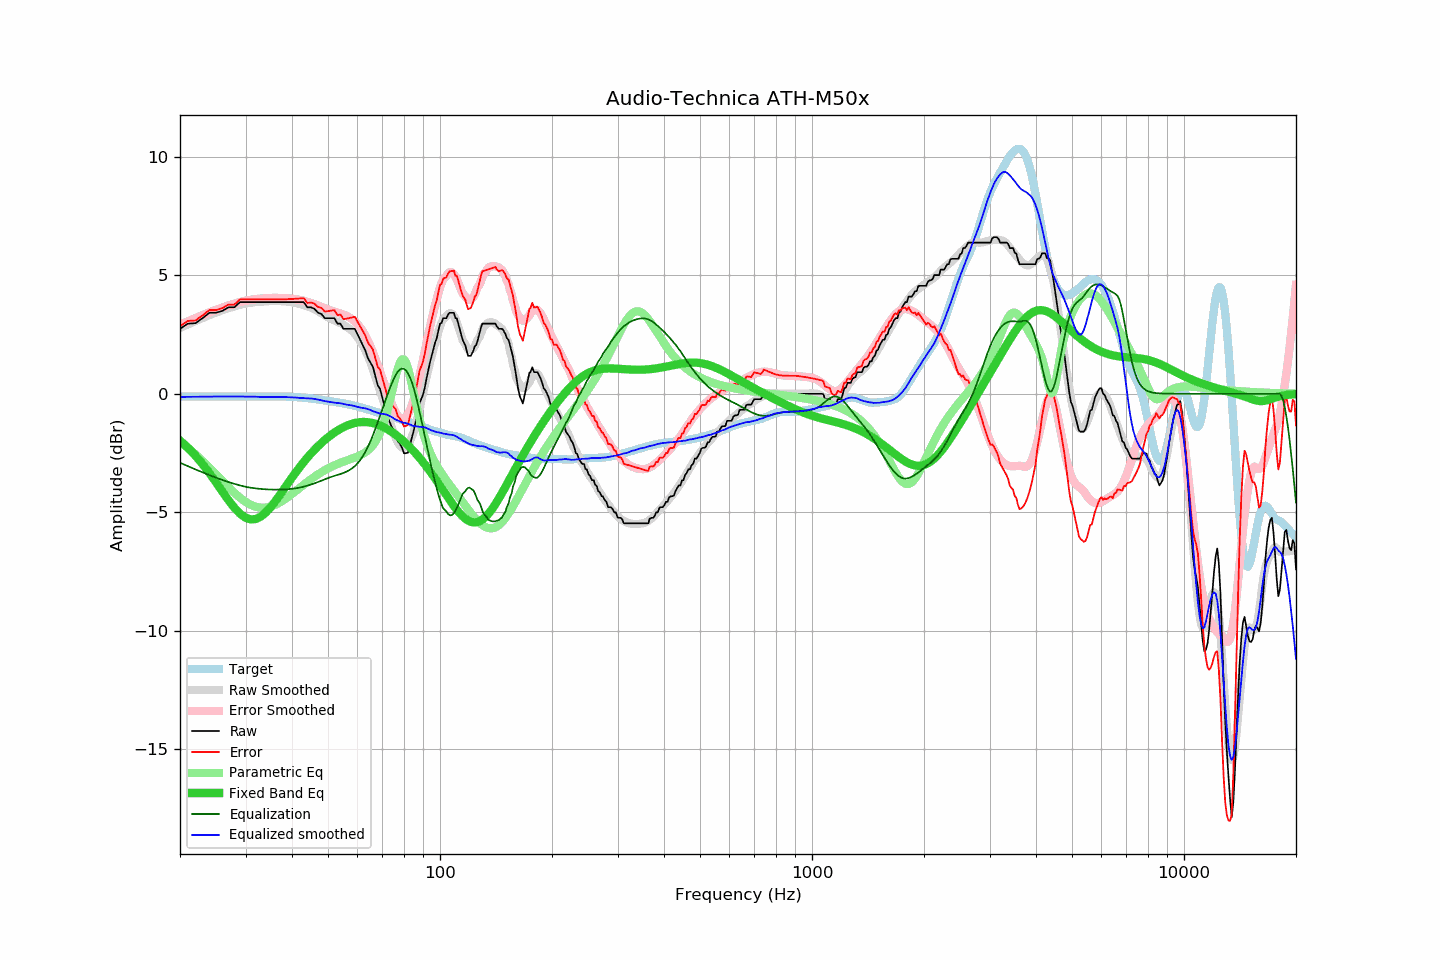 Audio-Technica ATH-M50x
10
5
0
−5
−10
−15
Amplitude (dBr)
Target
Raw Smoothed
Error Smoothed
Raw
Error
Parametric Eq
Fixed Band Eq
Equalization
Equalized smoothed
100 1000 10000
Frequency (Hz)